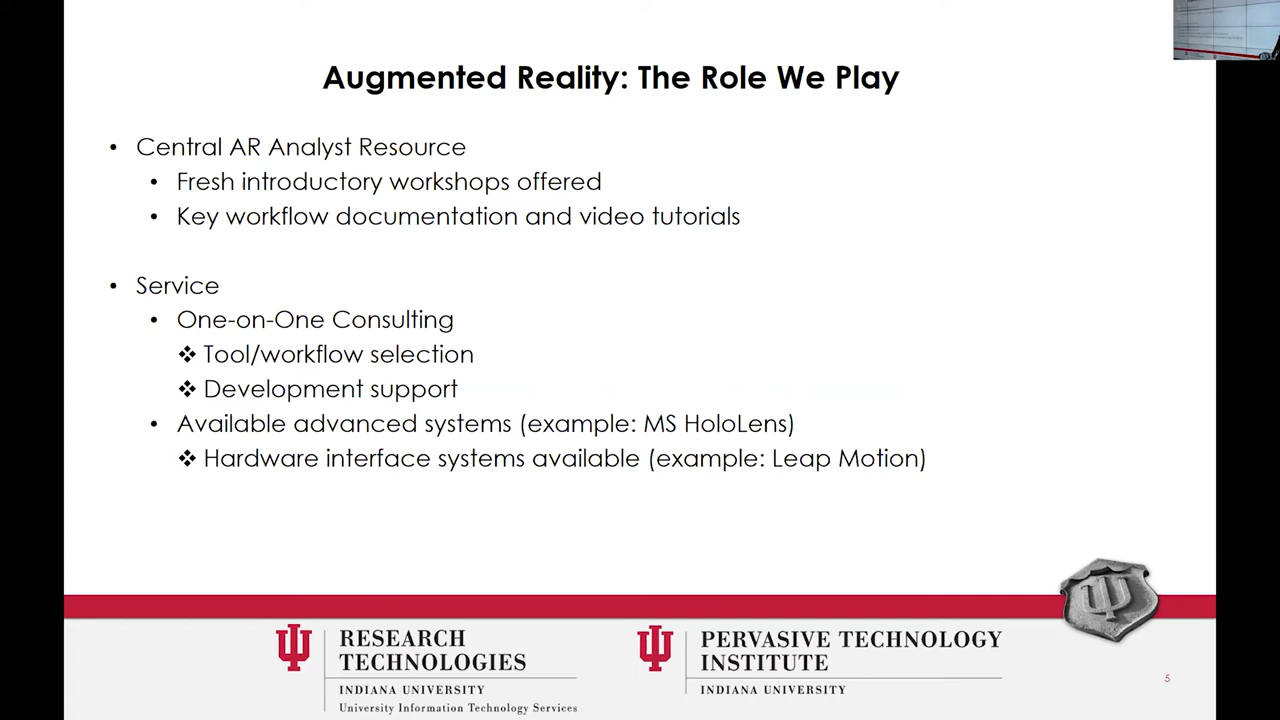 Augmented Reality: The Role We Play
• Central AR Analyst Resource
• Fresh introductory workshops offered
• Key workflow documentation and video tutorials
• Service
• One-on-One Consulting
❖ Tool/workflow selection
❖ Development support
• Available advanced systems (example: MS HoloLens)
❖ Hardware interface systems available (example: Leap Motion)
RESEARCH
TECHNOLOGIES
INDIANA UNIVERSITY
University Information Technology Services
PERVASIVE TECHNOLOGY
INSTITUTE
INDIANA UNIVERSITY
5